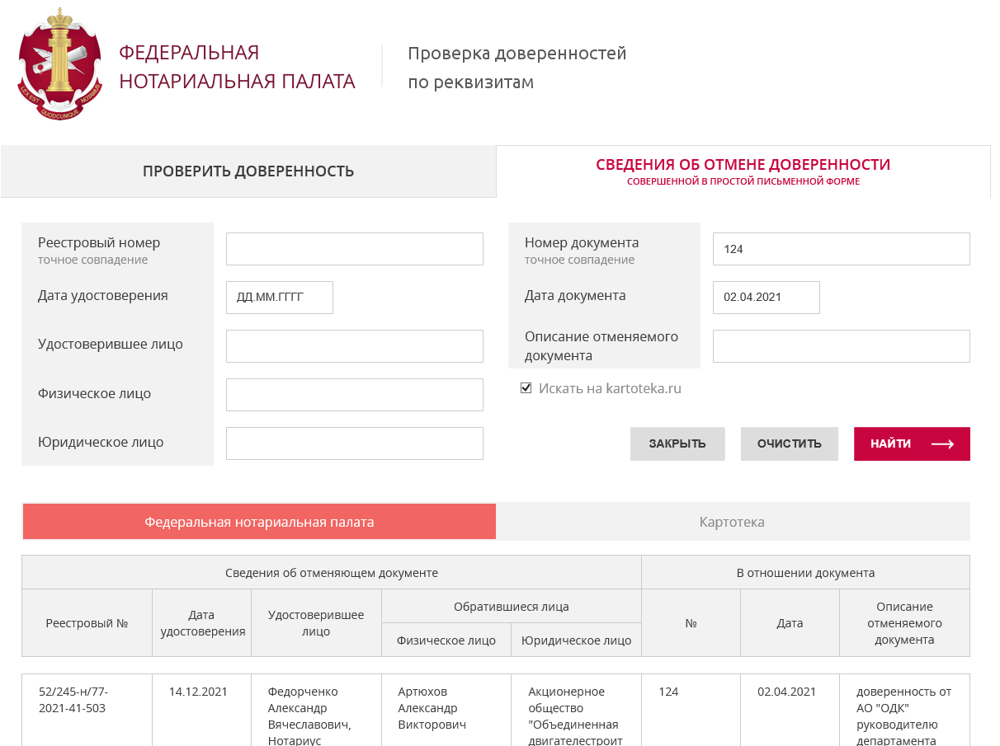 ФЕДЕРАЛЬНАЯ
НОТАРИАЛЬНАЯ ПАЛАТА
Проверка доверенностей
по реквизитам
LEX EST QUODCUMQUE NOTAMUS
ПРОВЕРИТЬ ДОВЕРЕННОСТЬ
СВЕДЕНИЯ ОБ ОТМЕНЕ ДОВЕРЕННОСТИ
СОВЕРШЕННОЙ В ПРОСТОЙ ПИСЬМЕННОЙ ФОРМЕ
Реестровый номер
точное совпадение
Дата удостоверения
ДД.ММ.ГГГГ
Удостоверившее лицо
Физическое лицо
Юридическое лицо
Номер документа
точное совпадение
124
Дата документа
02.04.2021
Описание отменяемого
документа
Искать на kartoteka.ru
ЗАКРЫТЬ
ОЧИСТИТЬ
НАЙТИ
Федеральная нотариальная палата
Картотека
Сведения об отменяющем документе
В отношении документа
Реестровый №
Дата
удостоверения
Удостоверившее
лицо
Обратившиеся лица
Физическое лицо
Юридическое лицо
№
Дата
Описание
отменяемого
документа
52/245-н/77-
2021-41-503
14.12.2021
Федорченко
Александр
Вячеславович,
Нотариус
Артюхов
Александр
Викторович
Акционерное
общество
"Объединенная
двигателестроит
124
02.04.2021
доверенность от
АО "ОДК"
руководителю
департамента